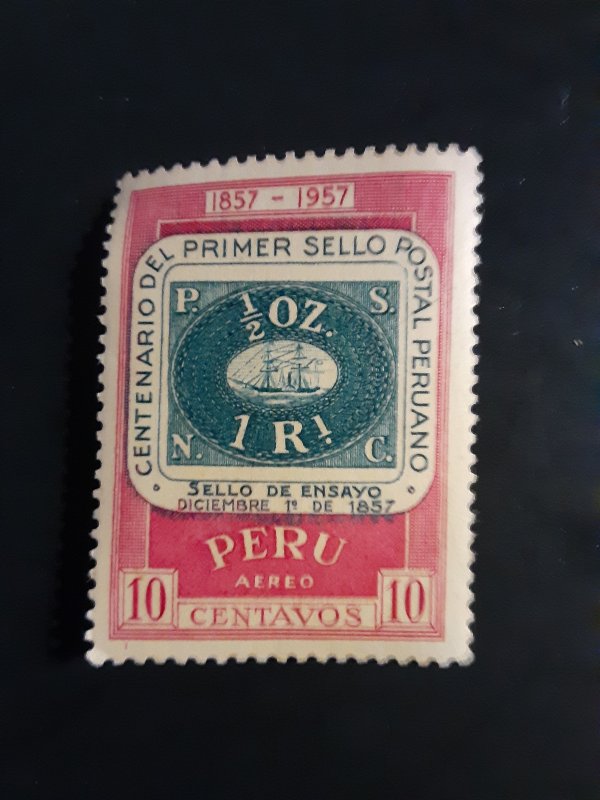 1857 - 1957
CENTENARIO DEL PRIMER SELLO POSTAL PERUANO
P. S.
½ OZ.
1 Rl
N. C.
SELLO DE ENSAYO
DICIEMBRE 1º DE 1857
PERU
AEREO
10 CENTAVOS 10